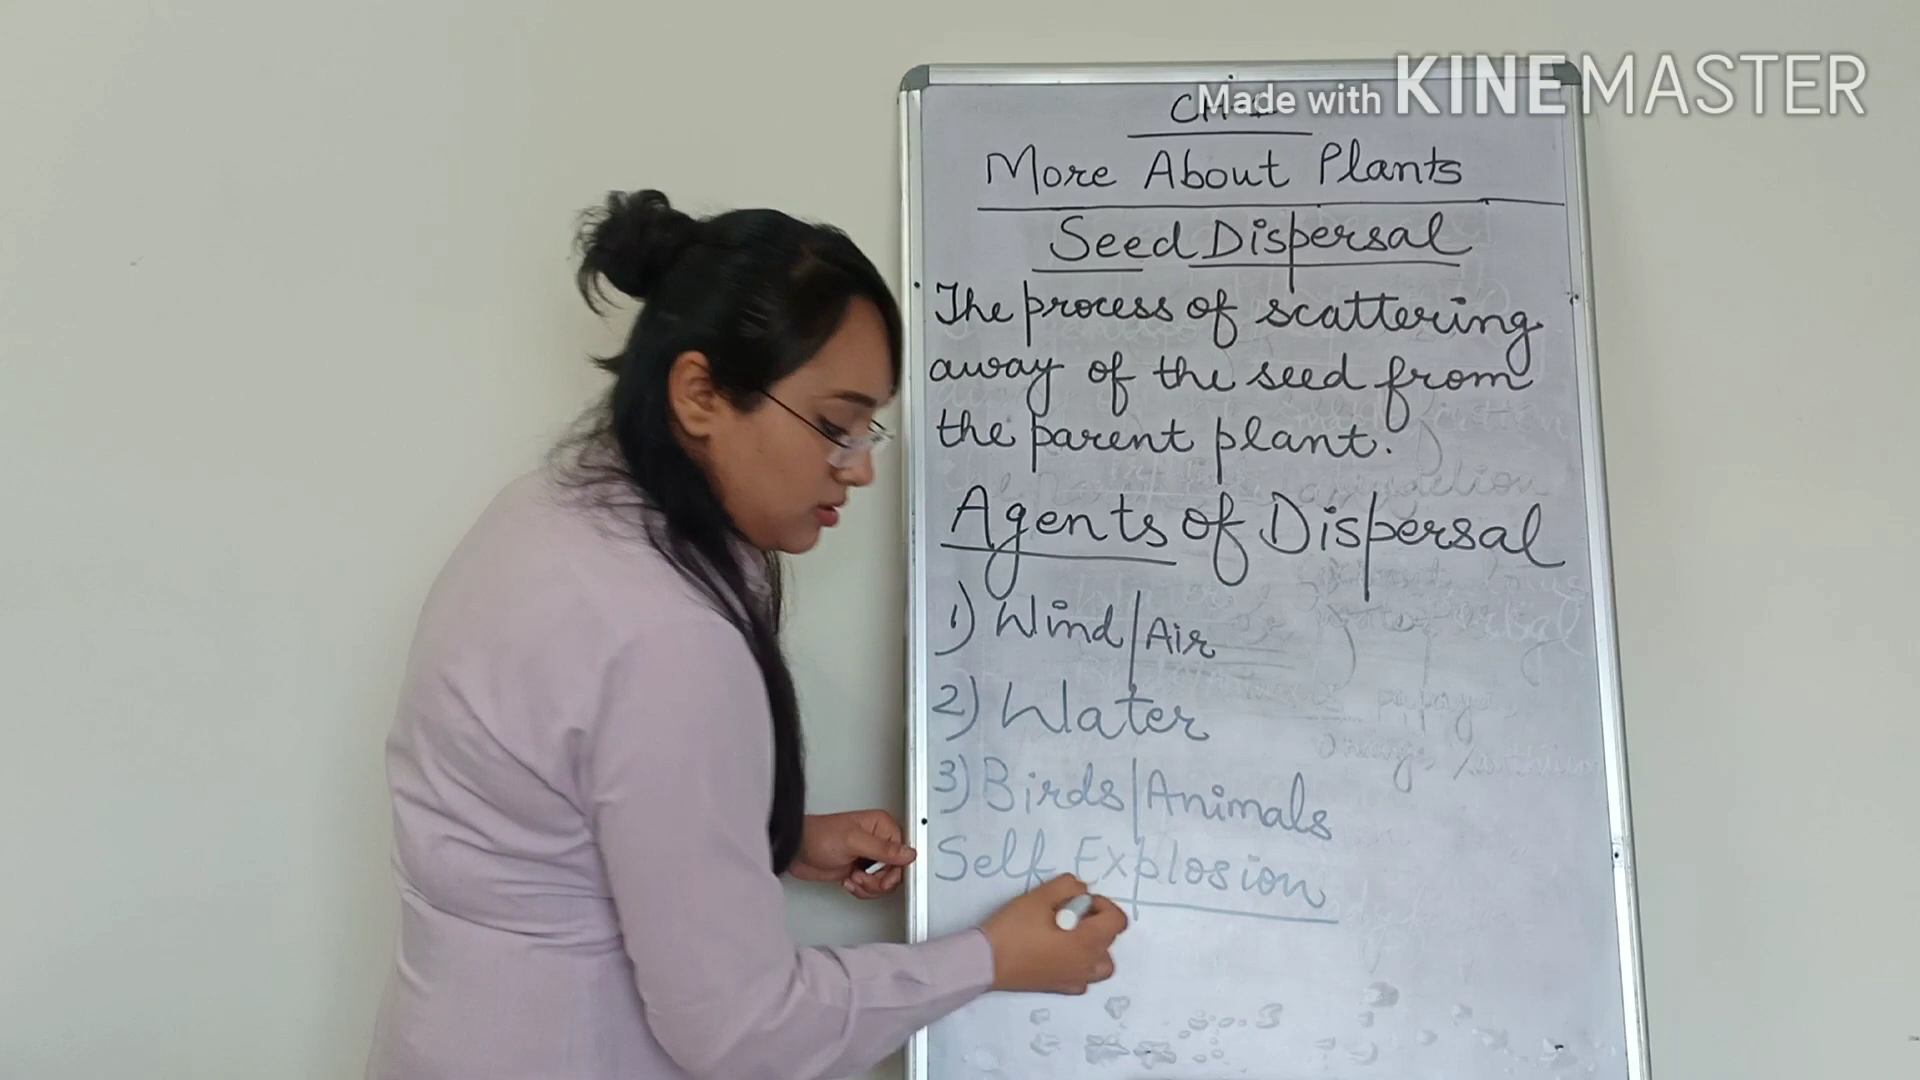 Made with KINEMASTER
CH-
More About Plants
Seed Dispersal
The process of scattering
away of the seed from
the parent plant.
Agents of Dispersal
1) Wind/Air
2) Water
3) Birds/Animals
Self Explosion